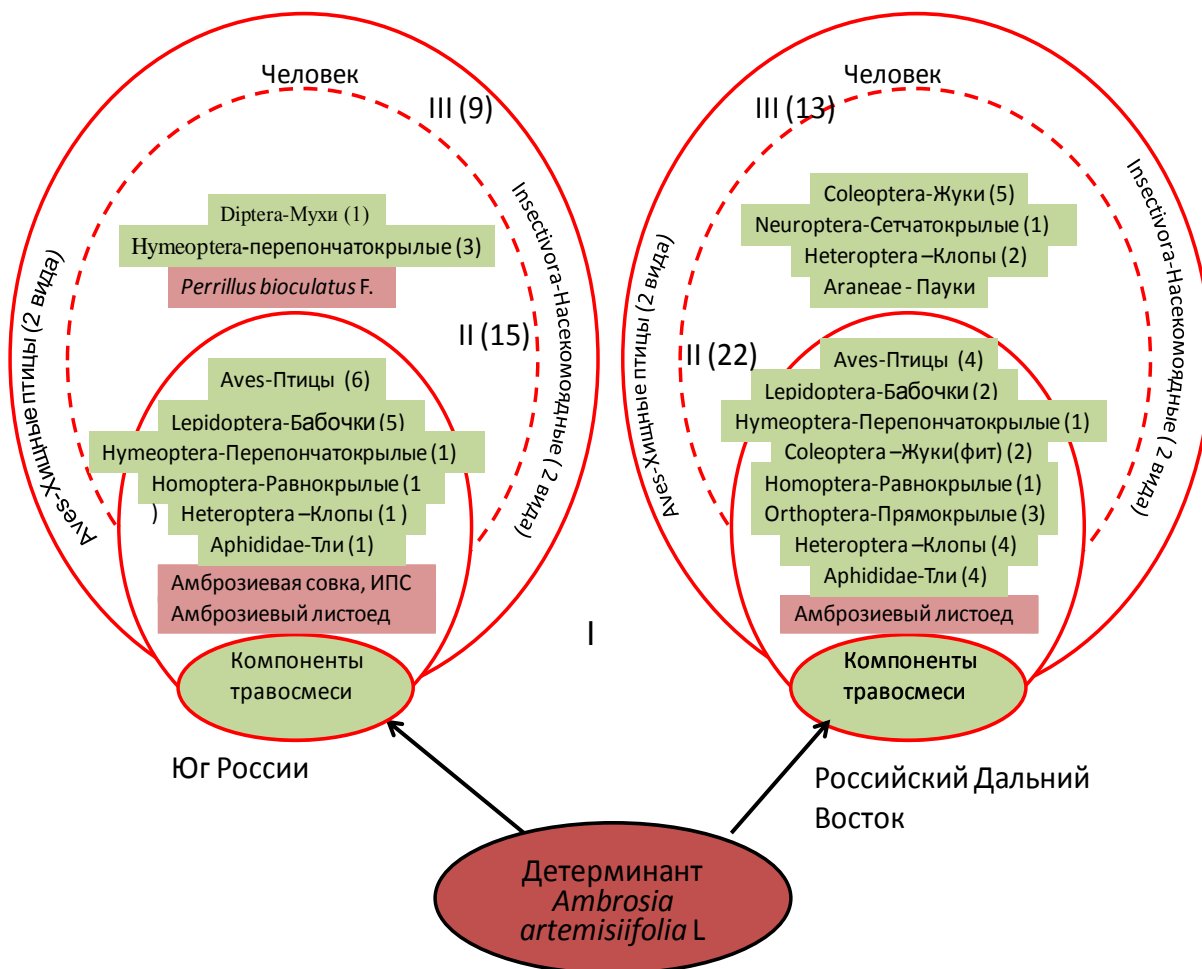 Человек
III (9)
Aves-Хищные птицы (2 вида)
Insectivora-Насекомоядные ( 2 вида)
Diptera-Мухи (1)
Hymeoptera-перепончатокрылые (3)
Perrillus bioculatus F.
II (15)
Aves-Птицы (6)
Lepidoptera-Бабочки (5)
Hymeoptera-Перепончатокрылые (1)
Homoptera-Равнокрылые (1
)
Heteroptera –Клопы (1 )
Aphididae-Тли (1)
Амброзиевая совка, ИПС
Амброзиевый листоед
Компоненты
травосмеси
Юг России
I
Человек
III (13)
Aves-Хищные птицы (2 вида)
Insectivora-Насекомоядные ( 2 вида)
Coleoptera-Жуки (5)
Neuroptera-Сетчатокрылые (1)
Heteroptera –Клопы (2)
Araneae - Пауки
II (22)
Aves-Птицы (4)
Lepidoptera-Бабочки (2)
Hymeoptera-Перепончатокрылые (1)
Coleoptera –Жуки(фит) (2)
Homoptera-Равнокрылые (1)
Orthoptera-Прямокрылые (3)
Heteroptera –Клопы (4)
Aphididae-Тли (4)
Амброзиевый листоед
Компоненты
травосмеси
Российский Дальний
Восток
Детерминант
Ambrosia
artemisiifolia L